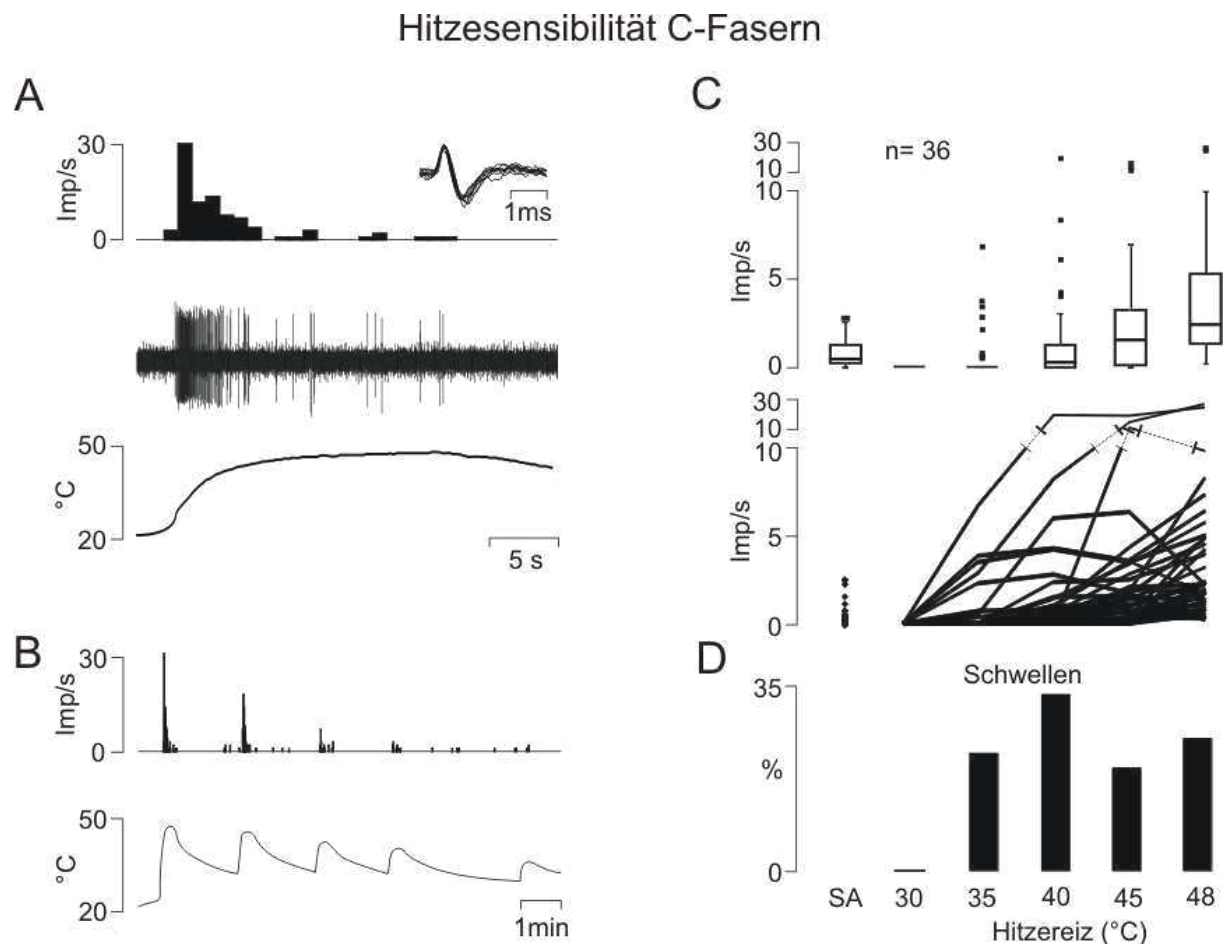 Hitzesensibilität C-Fasern
A
Imp/s
30
0
1ms
°C
50
20
5 s
B
Imp/s
30
0
°C
50
20
1min
C
n= 36
Imp/s
30
10
10
5
0
Imp/s
30
10
10
5
0
D
Schwellen
%
35
0
SA 30 35 40 45 48
Hitzereiz (°C)